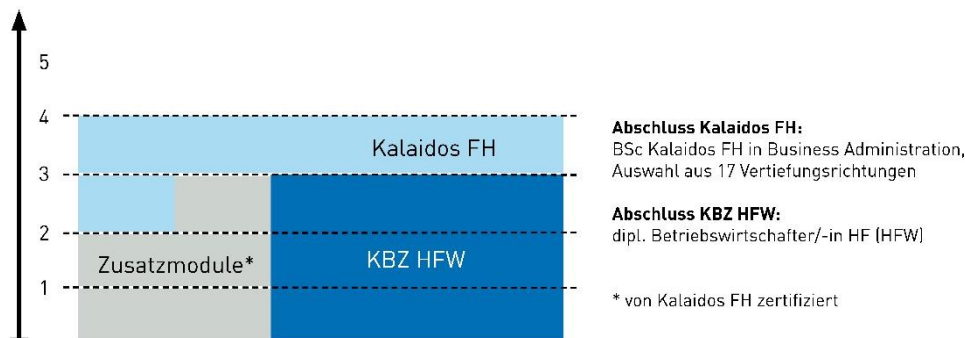 5
4
3
2
1
Kalaidos FH
Zusatzmodule*
KBZ HFW
Abschluss Kalaidos FH:
BSc Kalaidos FH in Business Administration,
Auswahl aus 17 Vertiefungsrichtungen
Abschluss KBZ HFW:
dipl. Betriebswirtschafter/-in HF (HFW)
* von Kalaidos FH zertifiziert